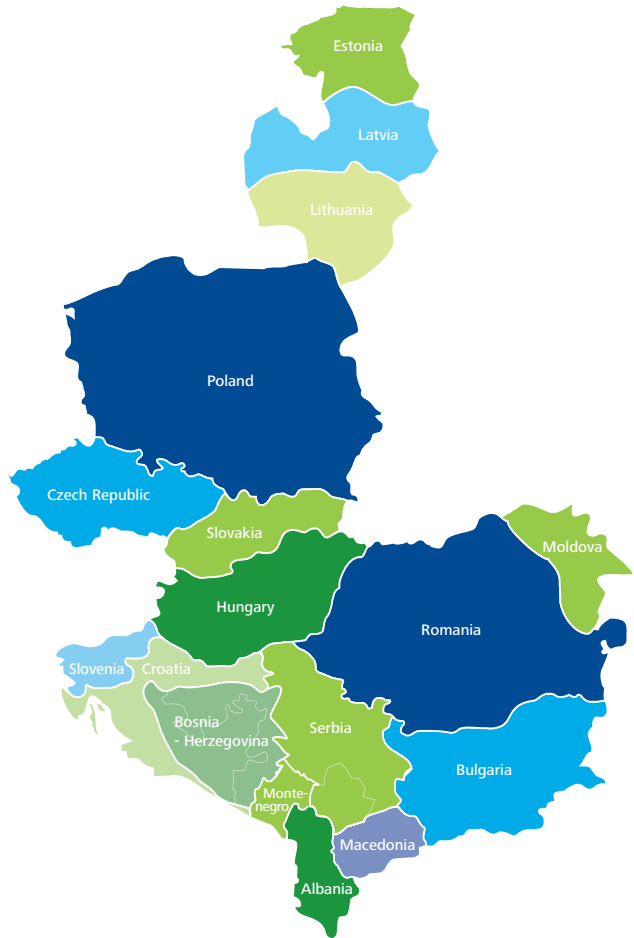 Estonia
Latvia
Lithuania
Poland
Czech Republic
Slovakia
Moldova
Hungary
Romania
Slovenia
Croatia
Bosnia
- Herzegovina
Serbia
Bulgaria
Monte-
negro
Macedonia
Albania